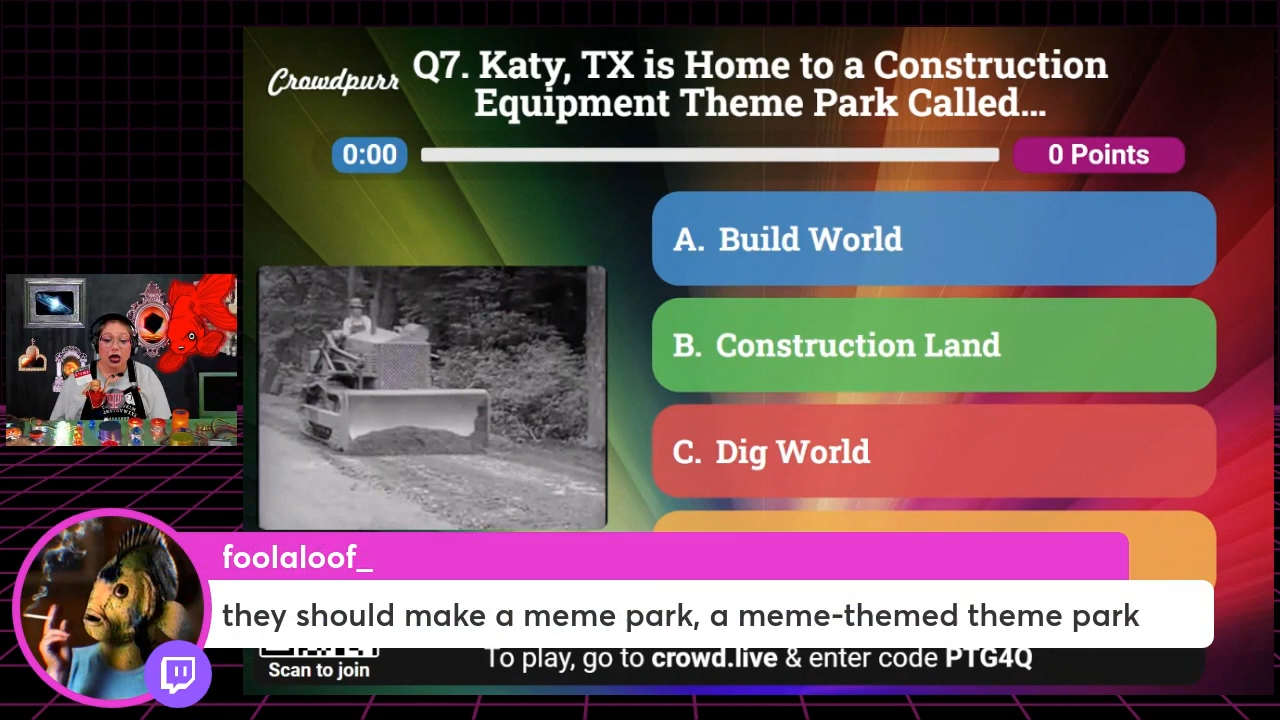 Crowdpurr
Q7. Katy, TX is Home to a Construction
Equipment Theme Park Called...
0:00
0 Points
A. Build World
B. Construction Land
C. Dig World
foolaloof_
they should make a meme park, a meme-themed theme park
Scan to join
To play, go to crowd.live & enter code PTG4Q